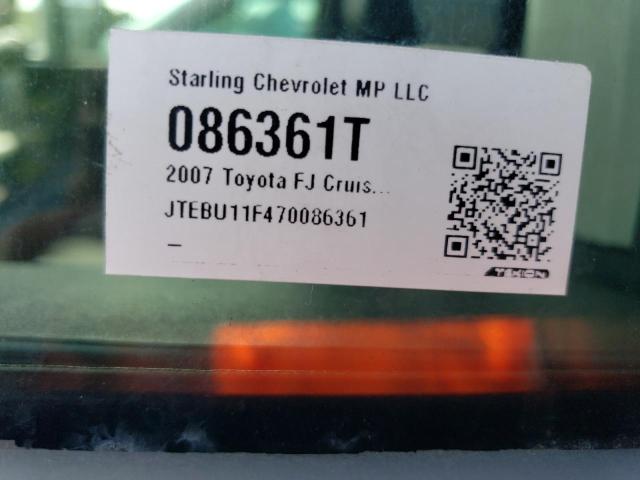 Starling Chevrolet MP LLC
086361T
2007 Toyota FJ Cruis...
JTEBU11F470086361
–
TEKION